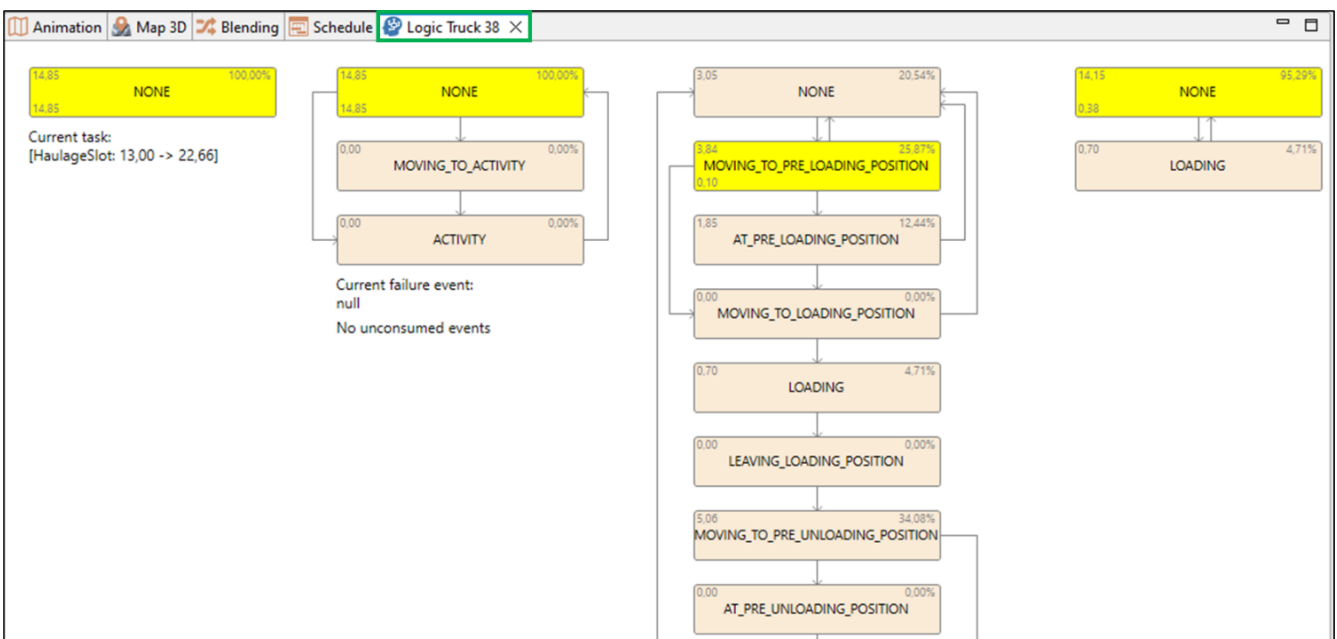 Animation Map 3D Blending Schedule Logic Truck 38
14,85 100,00%
NONE
14,85
Current task:
[HaulageSlot: 13,00 -> 22,66]
14,85 100,00%
NONE
14,85
0,00 0,00%
MOVING_TO_ACTIVITY
0,00 0,00%
ACTIVITY
Current failure event:
null
No unconsumed events
3,05 20,54%
NONE
3,84 25,87%
MOVING_TO_PRE_LOADING_POSITION
0,10
1,85 12,44%
AT_PRE_LOADING_POSITION
0,00 0,00%
MOVING_TO_LOADING_POSITION
0,70 4,71%
LOADING
0,00 0,00%
LEAVING_LOADING_POSITION
5,06 34,08%
MOVING_TO_PRE_UNLOADING_POSITION
0,00 0,00%
AT_PRE_UNLOADING_POSITION
14,15 95,29%
NONE
0,38
0,70 4,71%
LOADING